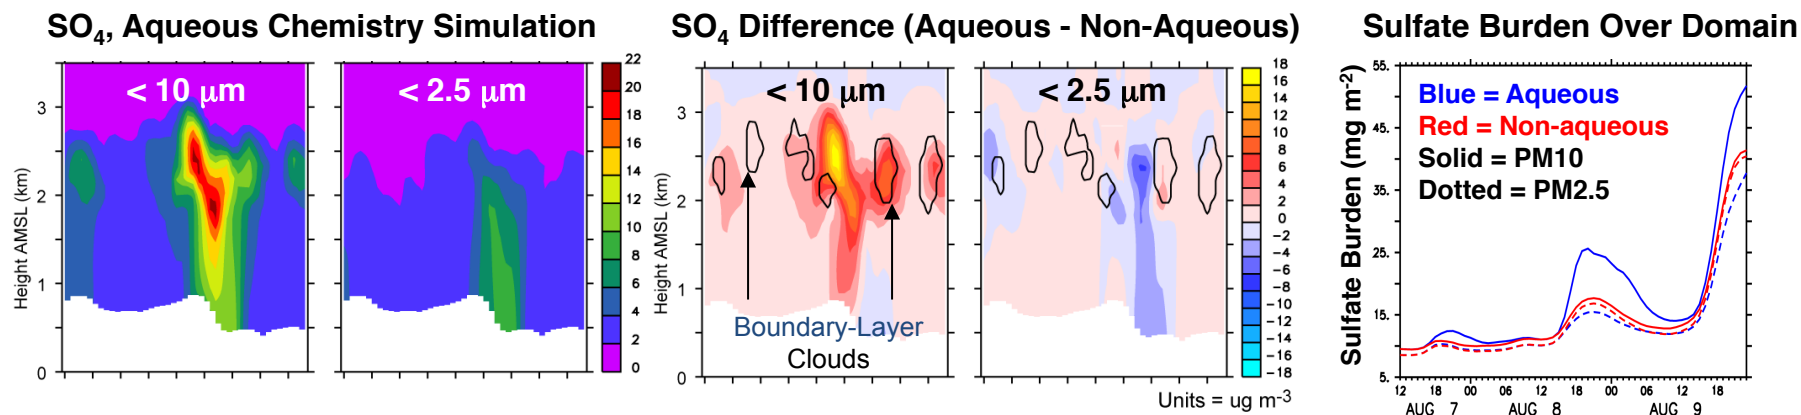 SO4, Aqueous Chemistry Simulation
SO4 Difference (Aqueous - Non-Aqueous)
Sulfate Burden Over Domain
< 10 μm
< 2.5 μm
Height AMSL (km)
3
2
1
0
22
20
18
16
14
12
10
8
6
4
2
0
< 10 μm
< 2.5 μm
Height AMSL (km)
3
2
1
0
Boundary-Layer
Clouds
18
16
14
12
10
8
6
4
2
0
−2
−4
−6
−8
−10
−12
−14
−16
−18
Units = ug m-3
Sulfate Burden (mg m-2)
55.
45.
35.
25.
15.
5.
Blue = Aqueous
Red = Non-aqueous
Solid = PM10
Dotted = PM2.5
12 18 00 06 12 18 00 06 12 18
AUG 7 AUG 8 AUG 9